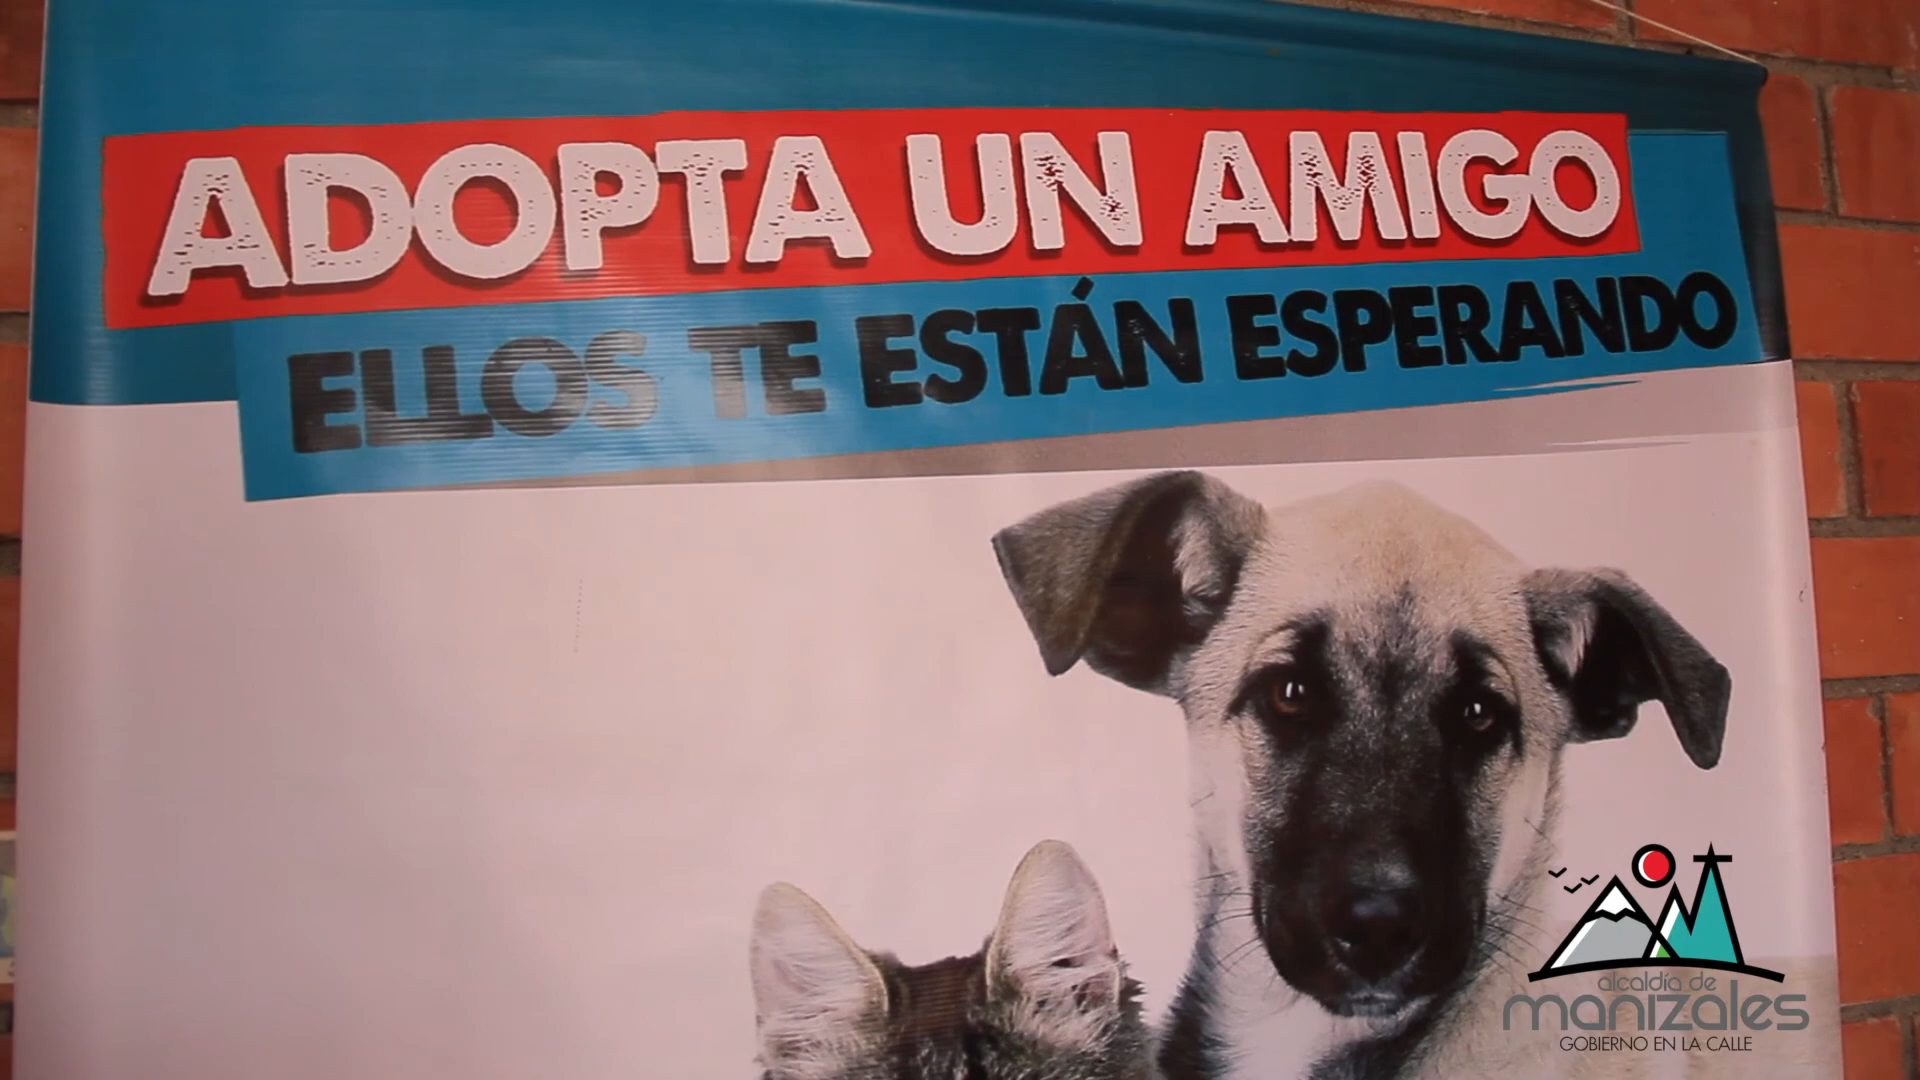 ADOPTA UN AMIGO
ELLOS TE ESTÁN ESPERANDO
alcaldía de
manizales
GOBIERNO EN LA CALLE